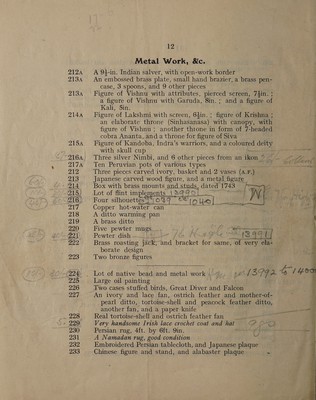 12
Metal Work, &c.
212A A 9½-in. Indian salver, with open-work border
213A An embossed brass plate, small hand brazier, a brass pen-
case, 3 spoons, and 9 other pieces
213A Figure of Vishnu with attributes, pierced screen, 7½in. ;
a figure of Vishnu with Garuda, 8in. ; and a figure of
Kali, 8in.
214A Figure of Lakshmi with screen, 6½in. ; figure of Krishna ;
an elaborate throne (Sinhasanas) with canopy, with
figure of Vishnu ; another throne in form of 7-headed
cobra Ananta, and a throne for figure of Siva
215A Figure of Kandoba, Indra's warriors, and a coloured deity
with skull cup
216A Three silver Nimbi, and 6 other pieces from an ikon
217A Ten Peruvian pots of various types
212 Three pieces carved ivory, basket and 2 vases (a.f.)
213 Japanese carved wood figure, and a metal figure
214 Box with brass mounts and studs, dated 1743
215 Lot of flint implements 13990
216 Four silhouettes
217 Copper hot-water can
218 A ditto warming pan
219 A brass ditto
220 Five pewter mugs
221 Pewter dish 13991
222 Brass roasting jack, and bracket for same, of very ela-
borate design
223 Two bronze figures
224 Lot of native bead and metal work 13992 to 14000
225 Large oil painting
226 Two cases stuffed birds, Great Diver and Falcon
227 An ivory and lace fan, ostrich feather and mother-of-
pearl ditto, tortoise-shell and peacock feather ditto,
another fan, and a paper knife
228 Real tortoise-shell and ostrich feather fan
229 Very handsome Irish lace crochet coat and hat
230 Persian rug, 4ft. by 4ft. 9in.
231 A Namadan rug, good condition
232 Embroidered Persian tablecloth, and Japanese plaque
233 Chinese figure and stand, and alabaster plaque